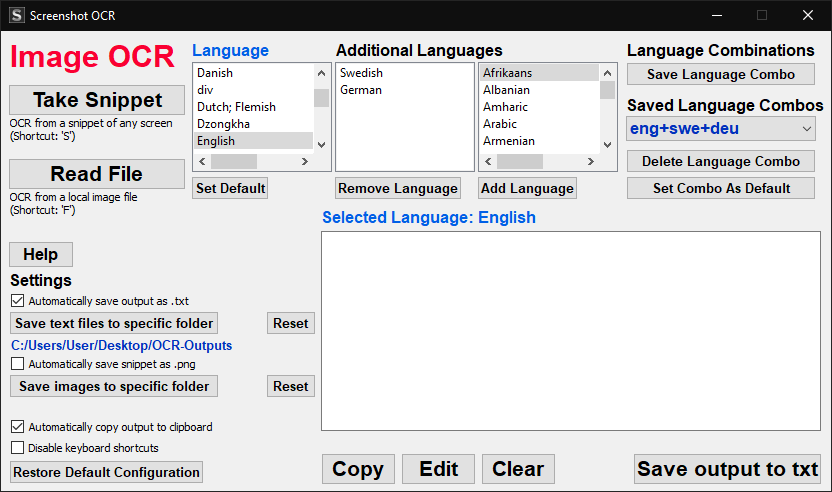 S Screenshot OCR
Image OCR
Take Snippet
OCR from a snippet of any screen
(Shortcut: 'S')
Read File
OCR from a local image file
(Shortcut: 'F')
Language
Danish
div
Dutch; Flemish
Dzongkha
English
Set Default
Additional Languages
Swedish
German
Remove Language
Afrikaans
Albanian
Amharic
Arabic
Armenian
Add Language
Language Combinations
Save Language Combo
Saved Language Combos
eng+swe+deu
Delete Language Combo
Set Combo As Default
Help
Settings
Automatically save output as .txt
Save text files to specific folder
Reset
C:/Users/User/Desktop/OCR-Outputs
Automatically save snippet as .png
Save images to specific folder
Reset
Automatically copy output to clipboard
Disable keyboard shortcuts
Restore Default Configuration
Selected Language: English
Copy
Edit
Clear
Save output to txt